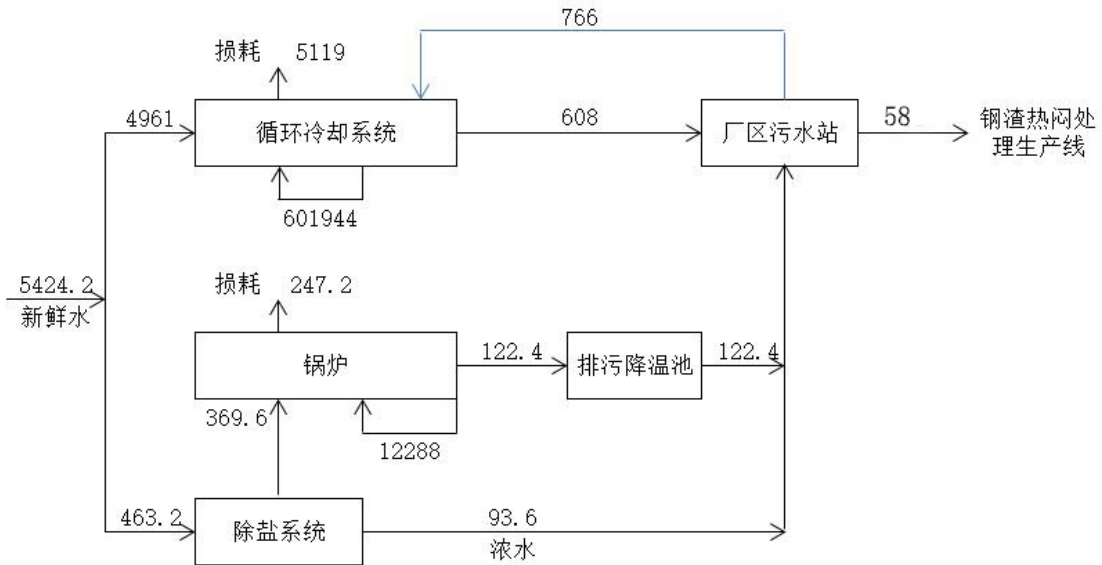 766
损耗 5119
4961
循环冷却系统
608
厂区污水站
58
钢渣热闷处
理生产线
601944
5424.2
新鲜水
损耗 247.2
锅炉
122.4
排污降温池
122.4
369.6
12288
463.2
除盐系统
93.6
浓水